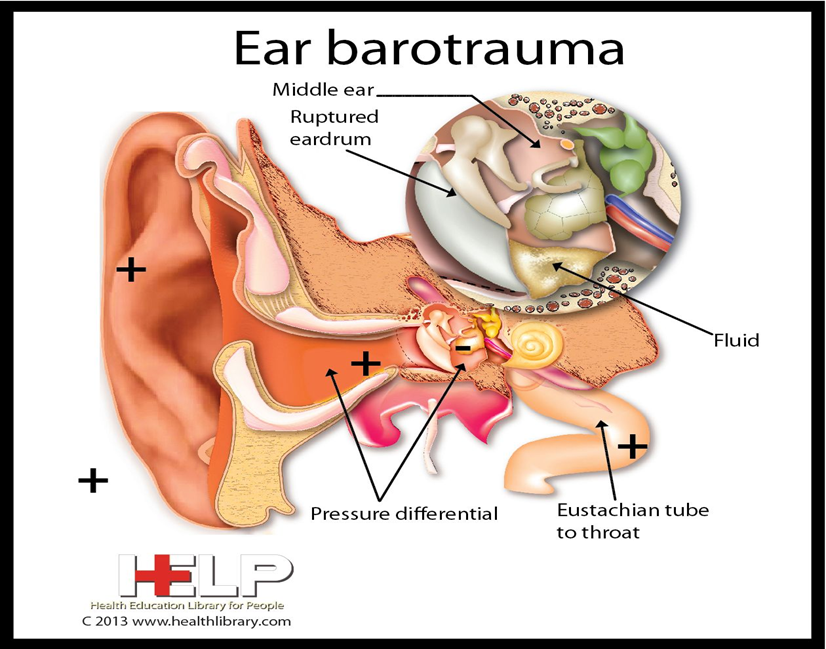 Ear barotrauma
Middle ear
Ruptured
eardrum
Fluid
+
+
-
+
+
Pressure differential
Eustachian tube
to throat
HELP
Health Education Library for People
C 2013 www.healthlibrary.com